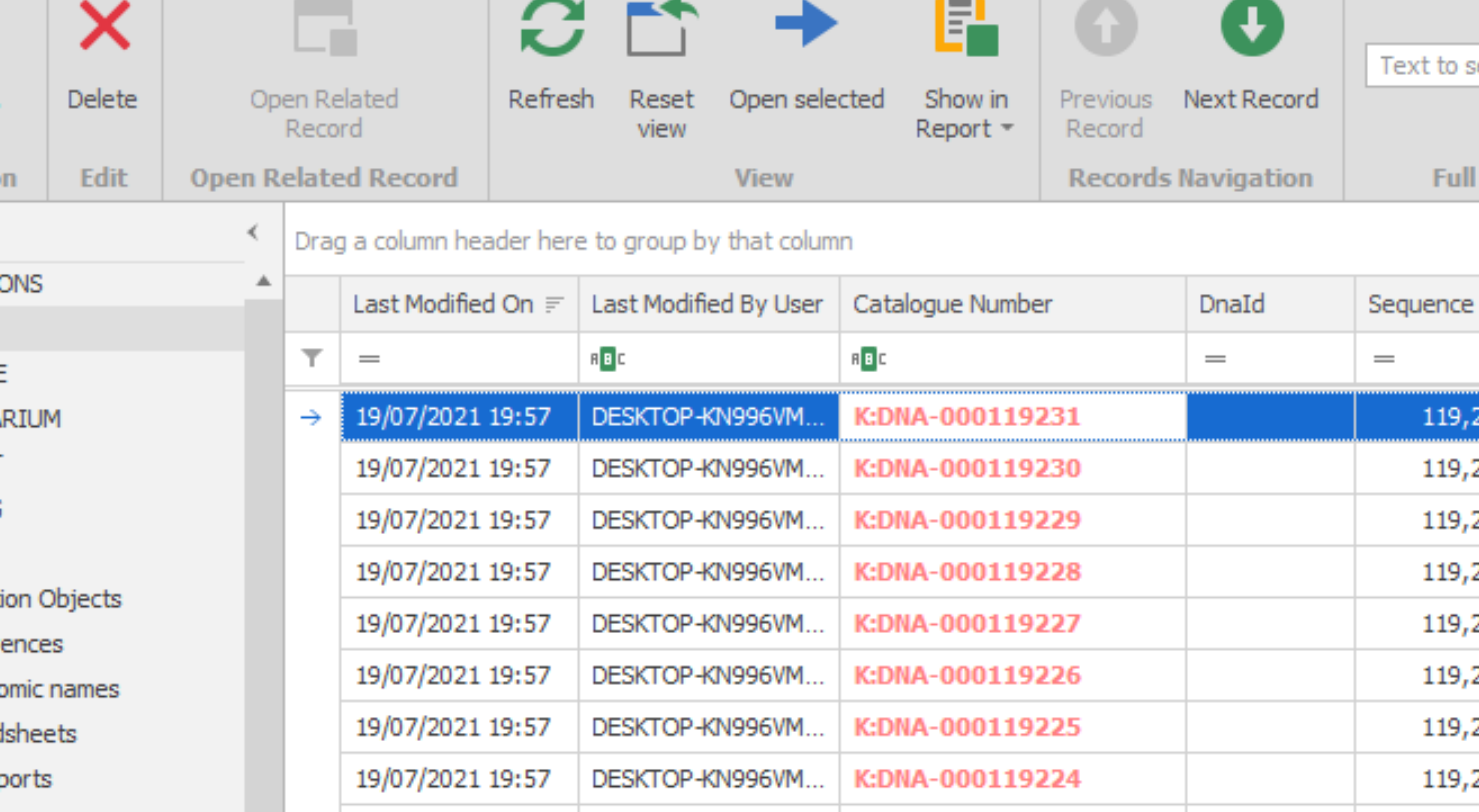 Delete
Open Related
Record
Refresh
Reset
view
Open selected
Show in
Report
Previous
Record
Next Record
Text to s
on
Edit
Open Related Record
View
Records Navigation
Full
Drag a column header here to group by that column
IONS
E
ARIUM
T
G
ion Objects
ences
omic names
dsheets
ports
Last Modified On Last Modified By User Catalogue Number DnaId Sequence
= ABC ABC = =
19/07/2021 19:57 DESKTOP-KN996VM... K:DNA-000119231 119,2
19/07/2021 19:57 DESKTOP-KN996VM... K:DNA-000119230 119,2
19/07/2021 19:57 DESKTOP-KN996VM... K:DNA-000119229 119,2
19/07/2021 19:57 DESKTOP-KN996VM... K:DNA-000119228 119,2
19/07/2021 19:57 DESKTOP-KN996VM... K:DNA-000119227 119,2
19/07/2021 19:57 DESKTOP-KN996VM... K:DNA-000119226 119,2
19/07/2021 19:57 DESKTOP-KN996VM... K:DNA-000119225 119,2
19/07/2021 19:57 DESKTOP-KN996VM... K:DNA-000119224 119,2